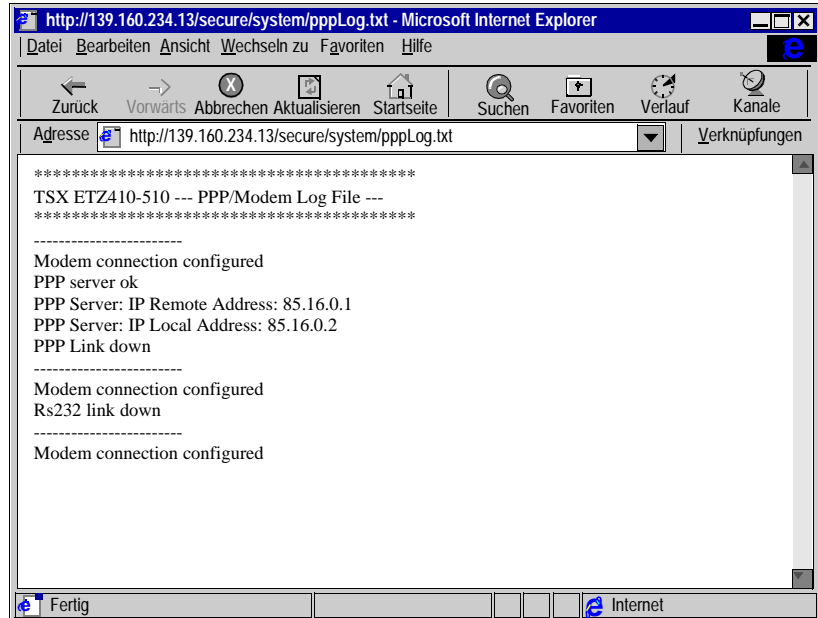 http://139.160.234.13/secure/system/pppLog.txt - Microsoft Internet Explorer
Datei Bearbeiten Ansicht Wechseln zu Favoriten Hilfe
Zurück Vorwärts Abbrechen Aktualisieren Startseite Suchen Favoriten Verlauf Kanale
Adresse http://139.160.234.13/secure/system/pppLog.txt Verknüpfungen
*****************************************
TSX ETZ410-510 --- PPP/Modem Log File ---
*****************************************
------------------------
Modem connection configured
PPP server ok
PPP Server: IP Remote Address: 85.16.0.1
PPP Server: IP Local Address: 85.16.0.2
PPP Link down
------------------------
Modem connection configured
Rs232 link down
------------------------
Modem connection configured
Fertig Internet